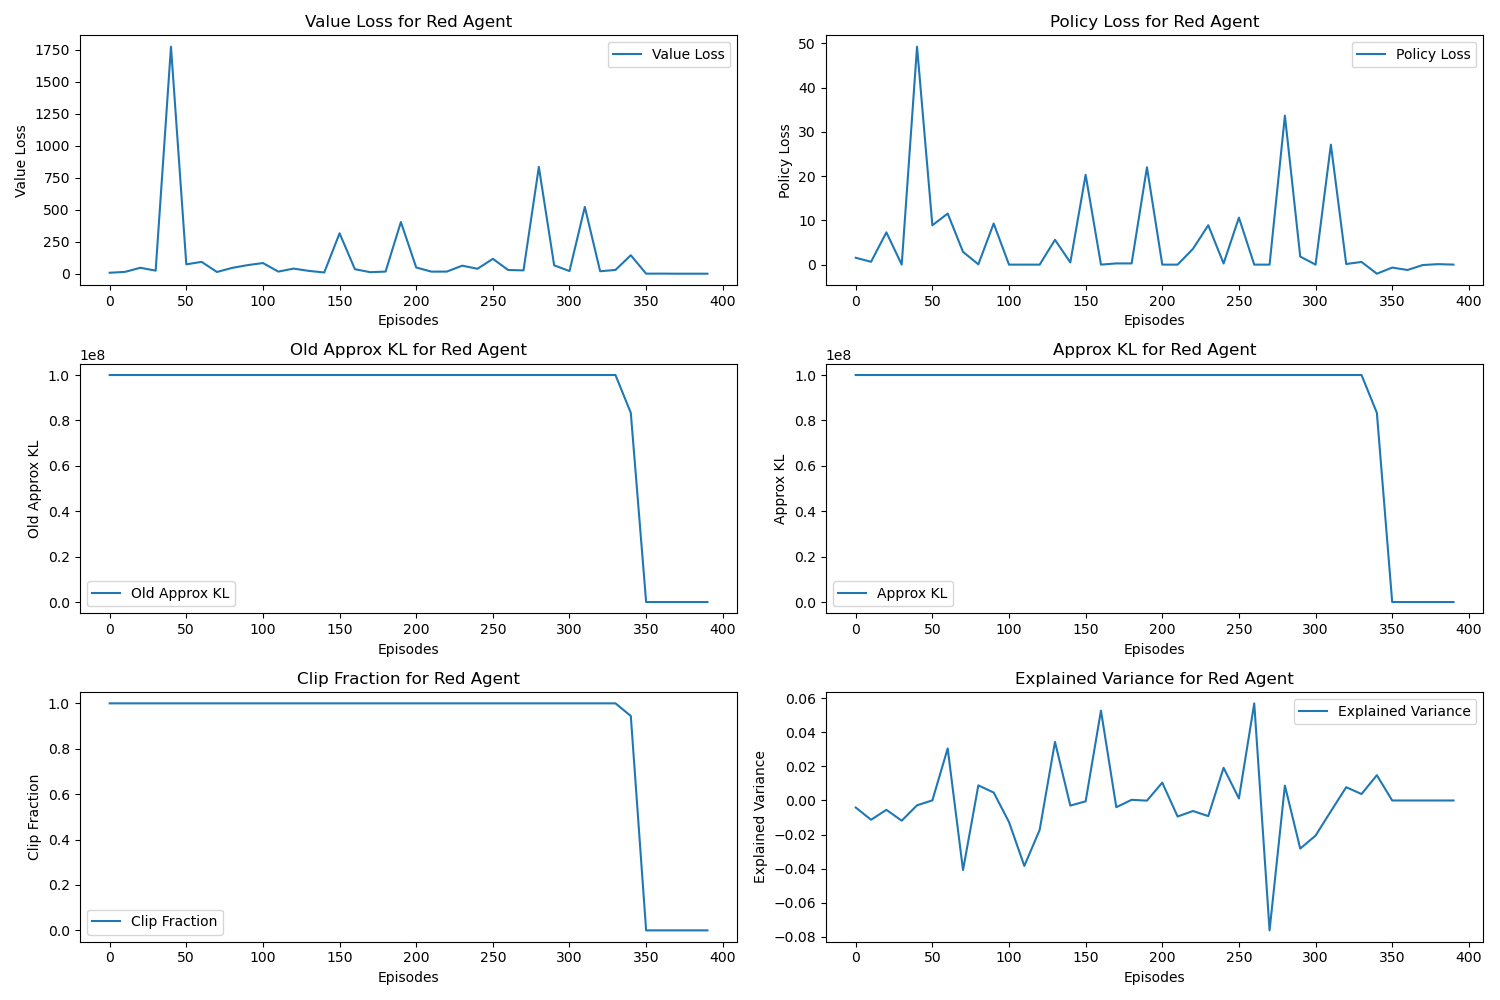 Value Loss for Red Agent
Value Loss
1750
1500
1250
1000
750
500
250
0
Value Loss
0 50 100 150 200 250 300 350 400
Episodes
Policy Loss for Red Agent
Policy Loss
50
40
30
20
10
0
Policy Loss
0 50 100 150 200 250 300 350 400
Episodes
Old Approx KL for Red Agent
1e8
1.0
0.8
0.6
0.4
0.2
0.0
Old Approx KL
Old Approx KL
0 50 100 150 200 250 300 350 400
Episodes
Approx KL for Red Agent
1e8
1.0
0.8
0.6
0.4
0.2
0.0
Approx KL
Approx KL
0 50 100 150 200 250 300 350 400
Episodes
Clip Fraction for Red Agent
1.0
0.8
0.6
0.4
0.2
0.0
Clip Fraction
Clip Fraction
0 50 100 150 200 250 300 350 400
Episodes
Explained Variance for Red Agent
Explained Variance
0.06
0.04
0.02
0.00
−0.02
−0.04
−0.06
−0.08
Explained Variance
0 50 100 150 200 250 300 350 400
Episodes